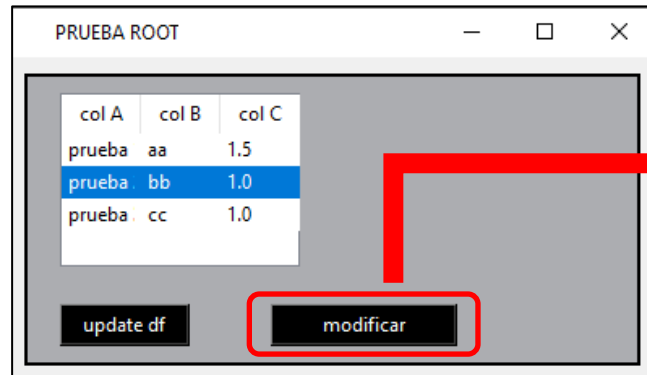 PRUEBA ROOT
col A col B col C
prueba aa 1.5
prueba bb 1.0
prueba cc 1.0
update df modificar